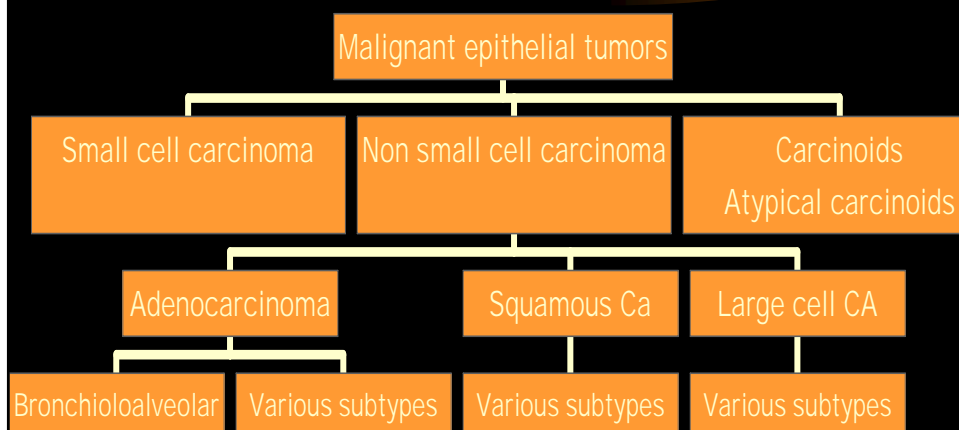 Malignant epithelial tumors
Small cell carcinoma
Non small cell carcinoma
Carcinoids
Atypical carcinoids
Adenocarcinoma
Squamous Ca
Large cell CA
Bronchioloalveolar
Various subtypes
Various subtypes
Various subtypes